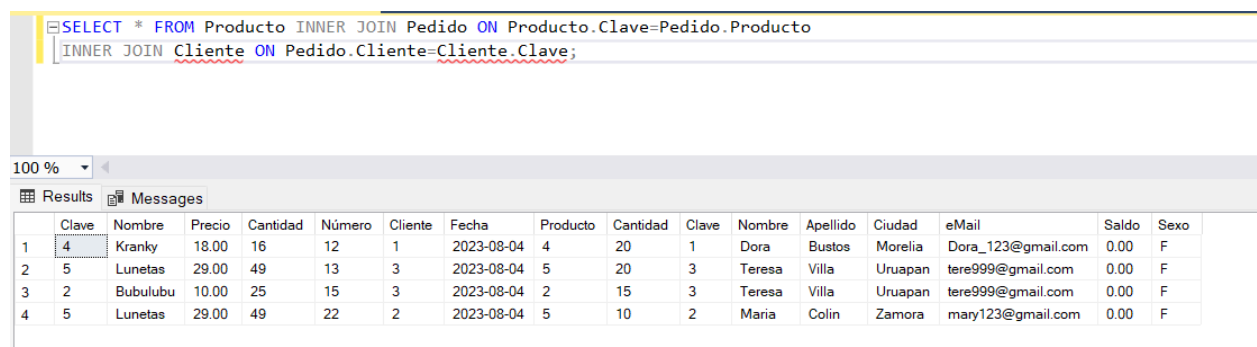 SELECT * FROM Producto INNER JOIN Pedido ON Producto.Clave=Pedido.Producto
INNER JOIN Cliente ON Pedido.Cliente=Cliente.Clave;
100 %
Results Messages
Clave Nombre Precio Cantidad Número Cliente Fecha Producto Cantidad Clave Nombre Apellido Ciudad eMail Saldo Sexo
1 4 Kranky 18.00 16 12 1 2023-08-04 4 20 1 Dora Bustos Morelia Dora_123@gmail.com 0.00 F
2 5 Lunetas 29.00 49 13 3 2023-08-04 5 20 3 Teresa Villa Uruapan tere999@gmail.com 0.00 F
3 2 Bubulubu 10.00 25 15 3 2023-08-04 2 15 3 Teresa Villa Uruapan tere999@gmail.com 0.00 F
4 5 Lunetas 29.00 49 22 2 2023-08-04 5 10 2 Maria Colin Zamora mary123@gmail.com 0.00 F